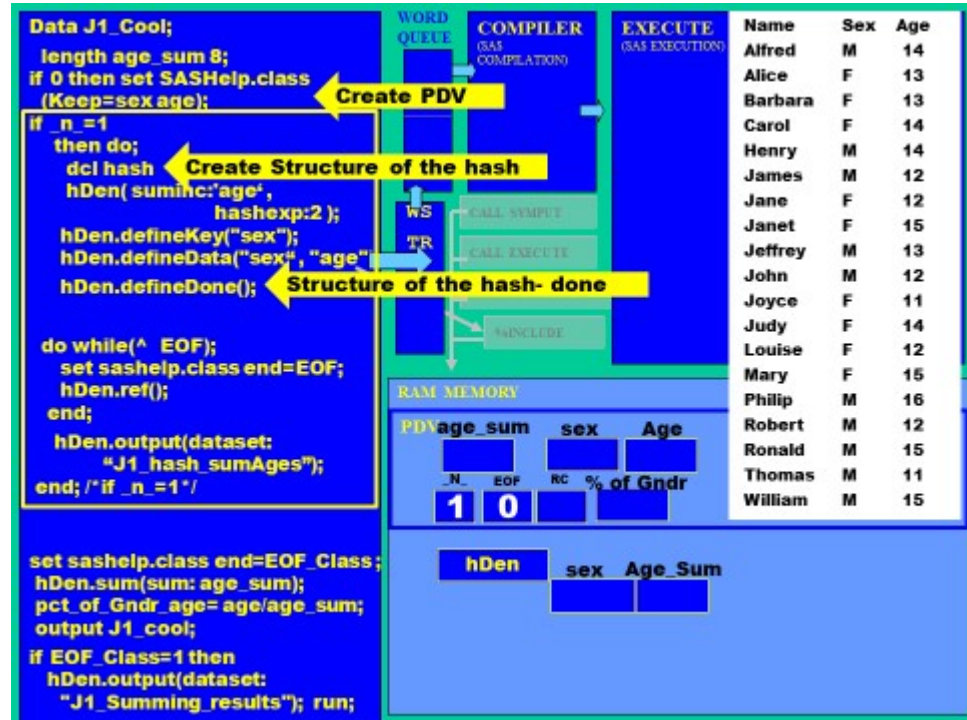 Data J1_Cool;
length age_sum 8;
if 0 then set SASHelp.class
(Keep=sex age);
Create PDV
if _n_=1
then do;
dcl hash
Create Structure of the hash
hDen( suminc:'age',
hashexp:2 );
hDen.defineKey("sex");
hDen.defineData("sex", "age"
hDen.defineDone();
Structure of the hash- done
do while(^ EOF);
set sashelp.class end=EOF;
hDen.ref();
end;
hDen.output(dataset:
"J1_hash_sumAges");
end; /*if _n_=1*/
set sashelp.class end=EOF_Class;
hDen.sum(sum: age_sum);
pct_of_Gndr_age= age/age_sum;
output J1_cool;
if EOF_Class=1 then
hDen.output(dataset:
"J1_Summing_results"); run;
WORD
QUEUE
COMPILER
(SAS
COMPILATION)
EXECUTE
(SAS EXECUTION)
WS
TR
CALL SYMPUT
CALL EXECUTE
%INCLUDE
RAM MEMORY
PDV
age_sum sex Age
_N_ EOF RC % of Gndr
1 0
hDen sex Age_Sum
Name Sex Age
Alfred M 14
Alice F 13
Barbara F 13
Carol F 14
Henry M 14
James M 12
Jane F 12
Janet F 15
Jeffrey M 13
John M 12
Joyce F 11
Judy F 14
Louise F 12
Mary F 15
Philip M 16
Robert M 12
Ronald M 15
Thomas M 11
William M 15